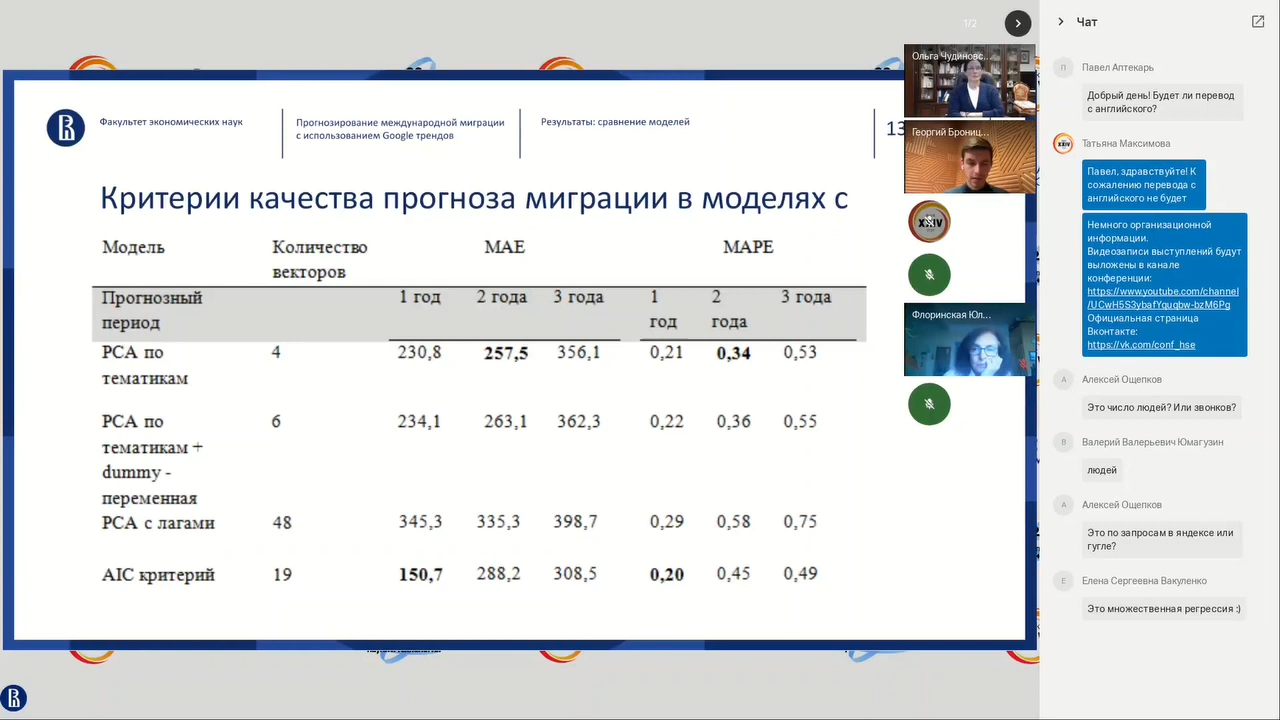 1/2
Чат
Ольга Чудиновс...
Георгий Брониц...
Флоринская Юл...
XXIV
Факультет экономических наук
Прогнозирование международной миграции
с использованием Google трендов
Результаты: сравнение моделей
13
Критерии качества прогноза миграции в моделях с
Модель Количество векторов MAE MAPE
Прогнозный период 1 год 2 года 3 года 1 год 2 года 3 года
PCA по тематикам 4 230,8 257,5 356,1 0,21 0,34 0,53
PCA по тематикам + dummy - переменная 6 234,1 263,1 362,3 0,22 0,36 0,55
PCA с лагами 48 345,3 335,3 398,7 0,29 0,58 0,75
AIC критерий 19 150,7 288,2 308,5 0,20 0,45 0,49
П
Павел Аптекарь
Добрый день! Будет ли перевод
с английского?
Татьяна Максимова
Павел, здравствуйте! К
сожалению перевода с
английского не будет
Немного организационной
информации.
Видеозаписи выступлений будут
выложены в канале
конференции:
https://www.youtube.com/channel
/UCwH5S3ybafYquqbw-bzM6Pg
Официальная страница
Вконтакте:
https://vk.com/conf_hse
А
Алексей Ощепков
Это число людей? Или звонков?
В
Валерий Валерьевич Юмагузин
людей
А
Алексей Ощепков
Это по запросам в яндексе или
гугле?
Е
Елена Сергеевна Вакуленко
Это множественная регрессия :)